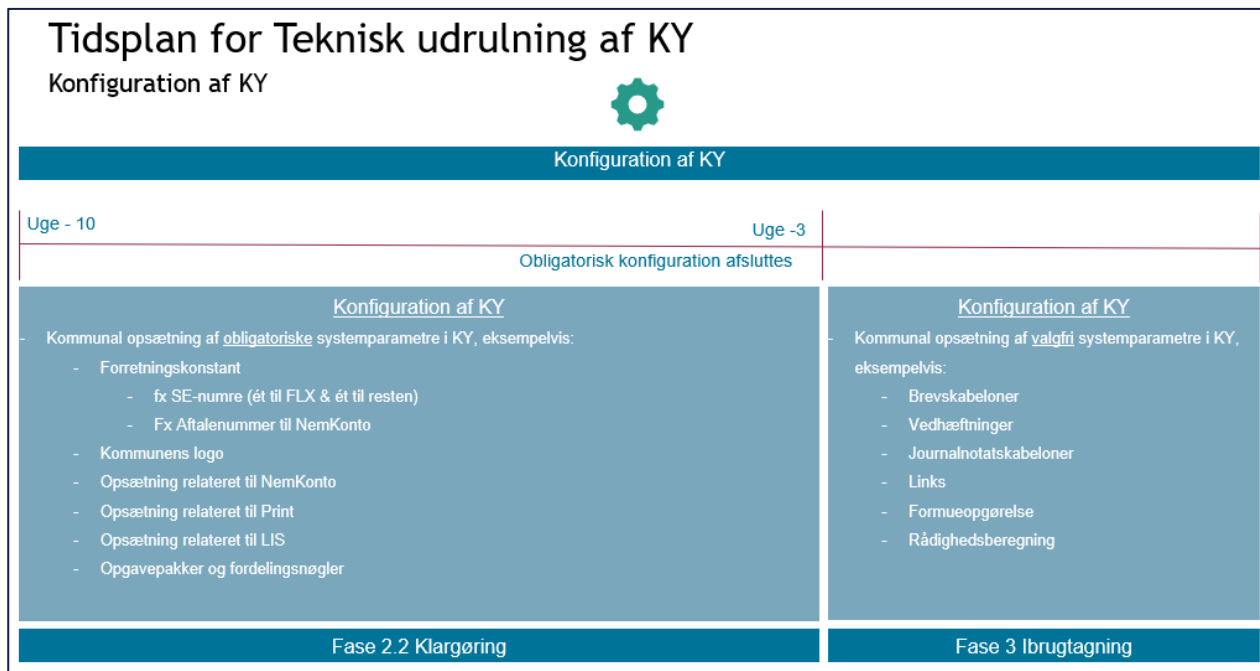 Tidsplan for Teknisk udrulning af KY
Konfiguration af KY
Konfiguration af KY
Uge - 10
Uge -3
Obligatorisk konfiguration afsluttes
Konfiguration af KY
- Kommunal opsætning af obligatoriske systemparametre i KY, eksempelvis:
- Forretningskonstant
- fx SE-numre (ét til FLX & ét til resten)
- Fx Aftalenummer til NemKonto
- Kommunens logo
- Opsætning relateret til NemKonto
- Opsætning relateret til Print
- Opsætning relateret til LIS
- Opgavepakker og fordelingsnøgler
Fase 2.2 Klargøring
Konfiguration af KY
- Kommunal opsætning af valgfri systemparametre i KY,
eksempelvis:
- Brevskabeloner
- Vedhæftninger
- Journalnotatskabeloner
- Links
- Formueopgørelse
- Rådighedsberegning
Fase 3 Ibrugtagning